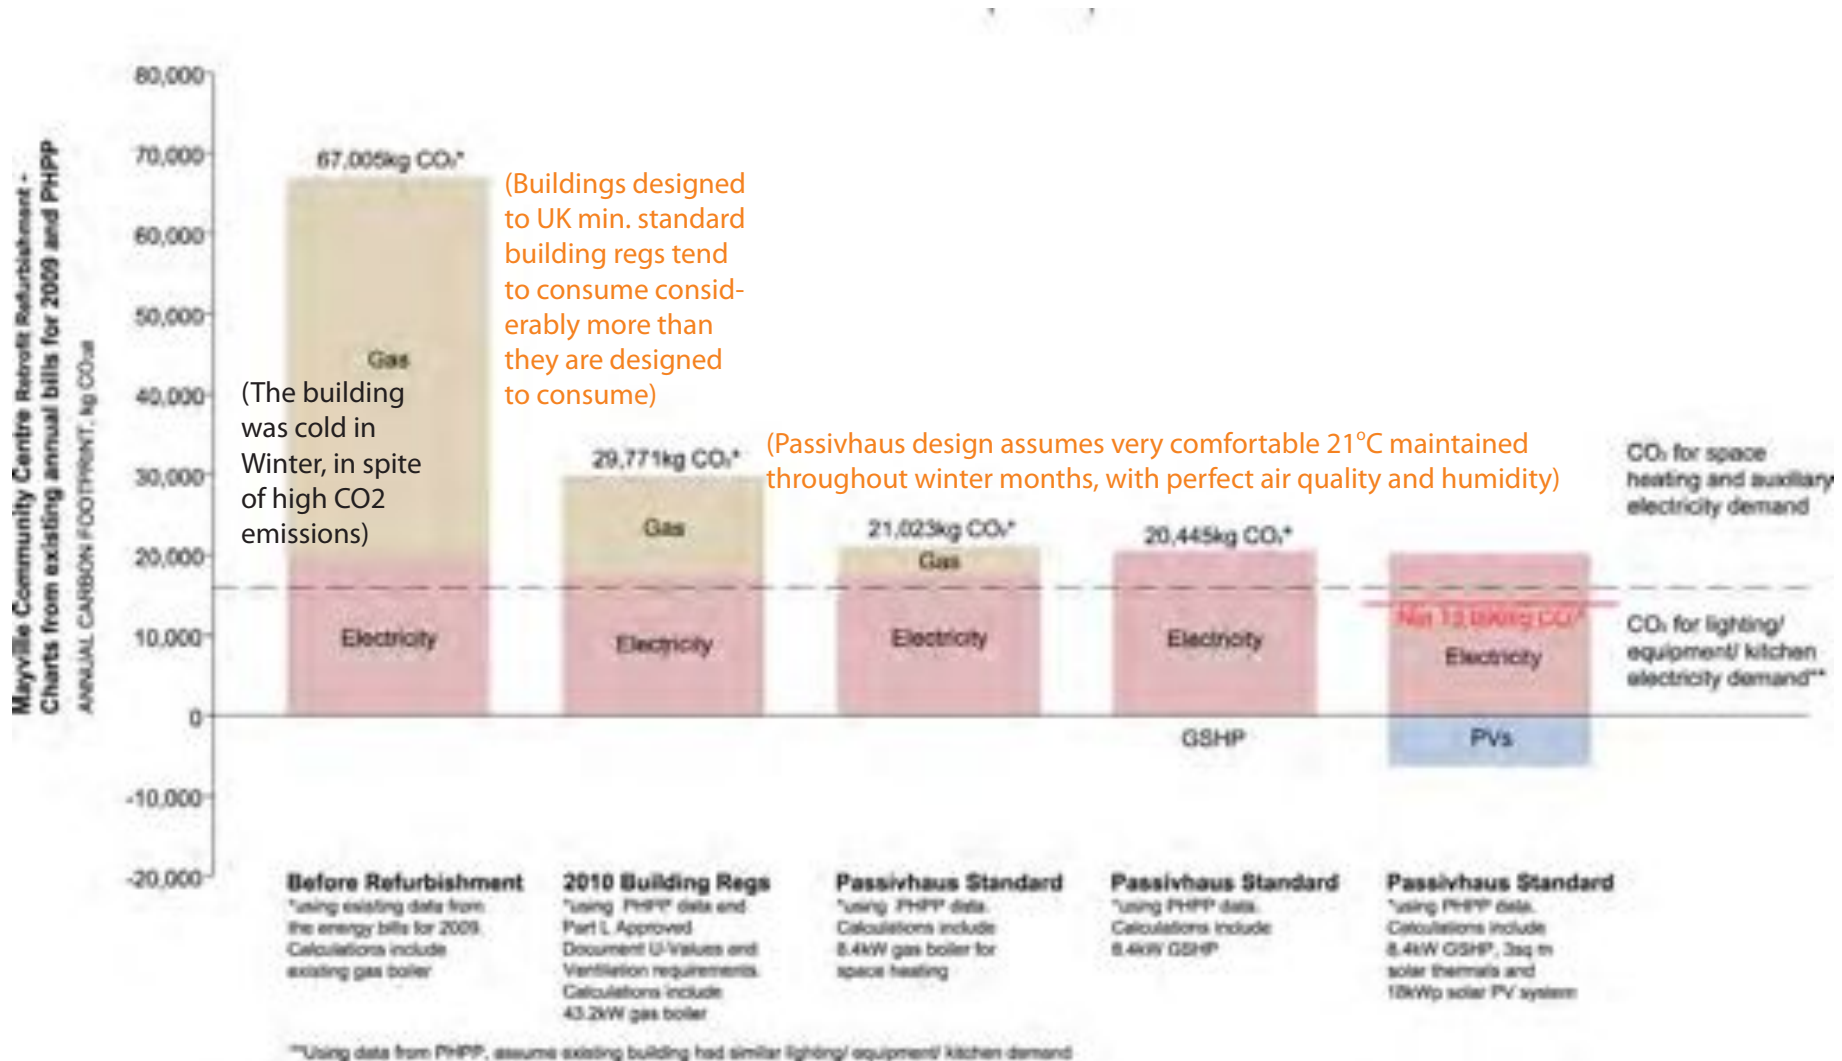 Mayville Community Centre Retrofit Refurbishment -
Charts from existing annual bills for 2009 and PHPP
ANNUAL CARBON FOOTPRINT, kg CO₂e
80,000
70,000
60,000
50,000
40,000
30,000
20,000
10,000
0
-10,000
-20,000
67,005kg CO₂*
Gas
Electricity
(The building
was cold in
Winter, in spite
of high CO2
emissions)
(Buildings designed
to UK min. standard
building regs tend
to consume consid-
erably more than
they are designed
to consume)
29,771kg CO₂*
Gas
Electricity
(Passivhaus design assumes very comfortable 21°C maintained
throughout winter months, with perfect air quality and humidity)
21,023kg CO₂*
Gas
Electricity
20,445kg CO₂*
Electricity
GSHP
CO₂*
Electricity
PVs
CO₂ for space
heating and auxiliary
electricity demand
CO₂ for lighting/
equipment/ kitchen
electricity demand**
Before Refurbishment
*using existing data from
the energy bills for 2009.
Calculations include
existing gas boiler
2010 Building Regs
*using PHPP data and
Part L Approved
Document U-Values and
Ventilation requirements.
Calculations include
43.2kW gas boiler
Passivhaus Standard
*using PHPP data.
Calculations include
8.4kW gas boiler for
space heating
Passivhaus Standard
*using PHPP data.
Calculations include
8.4kW GSHP
Passivhaus Standard
*using PHPP data.
Calculations include
8.4kW GSHP, 3sq m
solar thermals and
18kWp solar PV system
**Using data from PHPP, assume existing building had similar lighting/ equipment/ kitchen demand